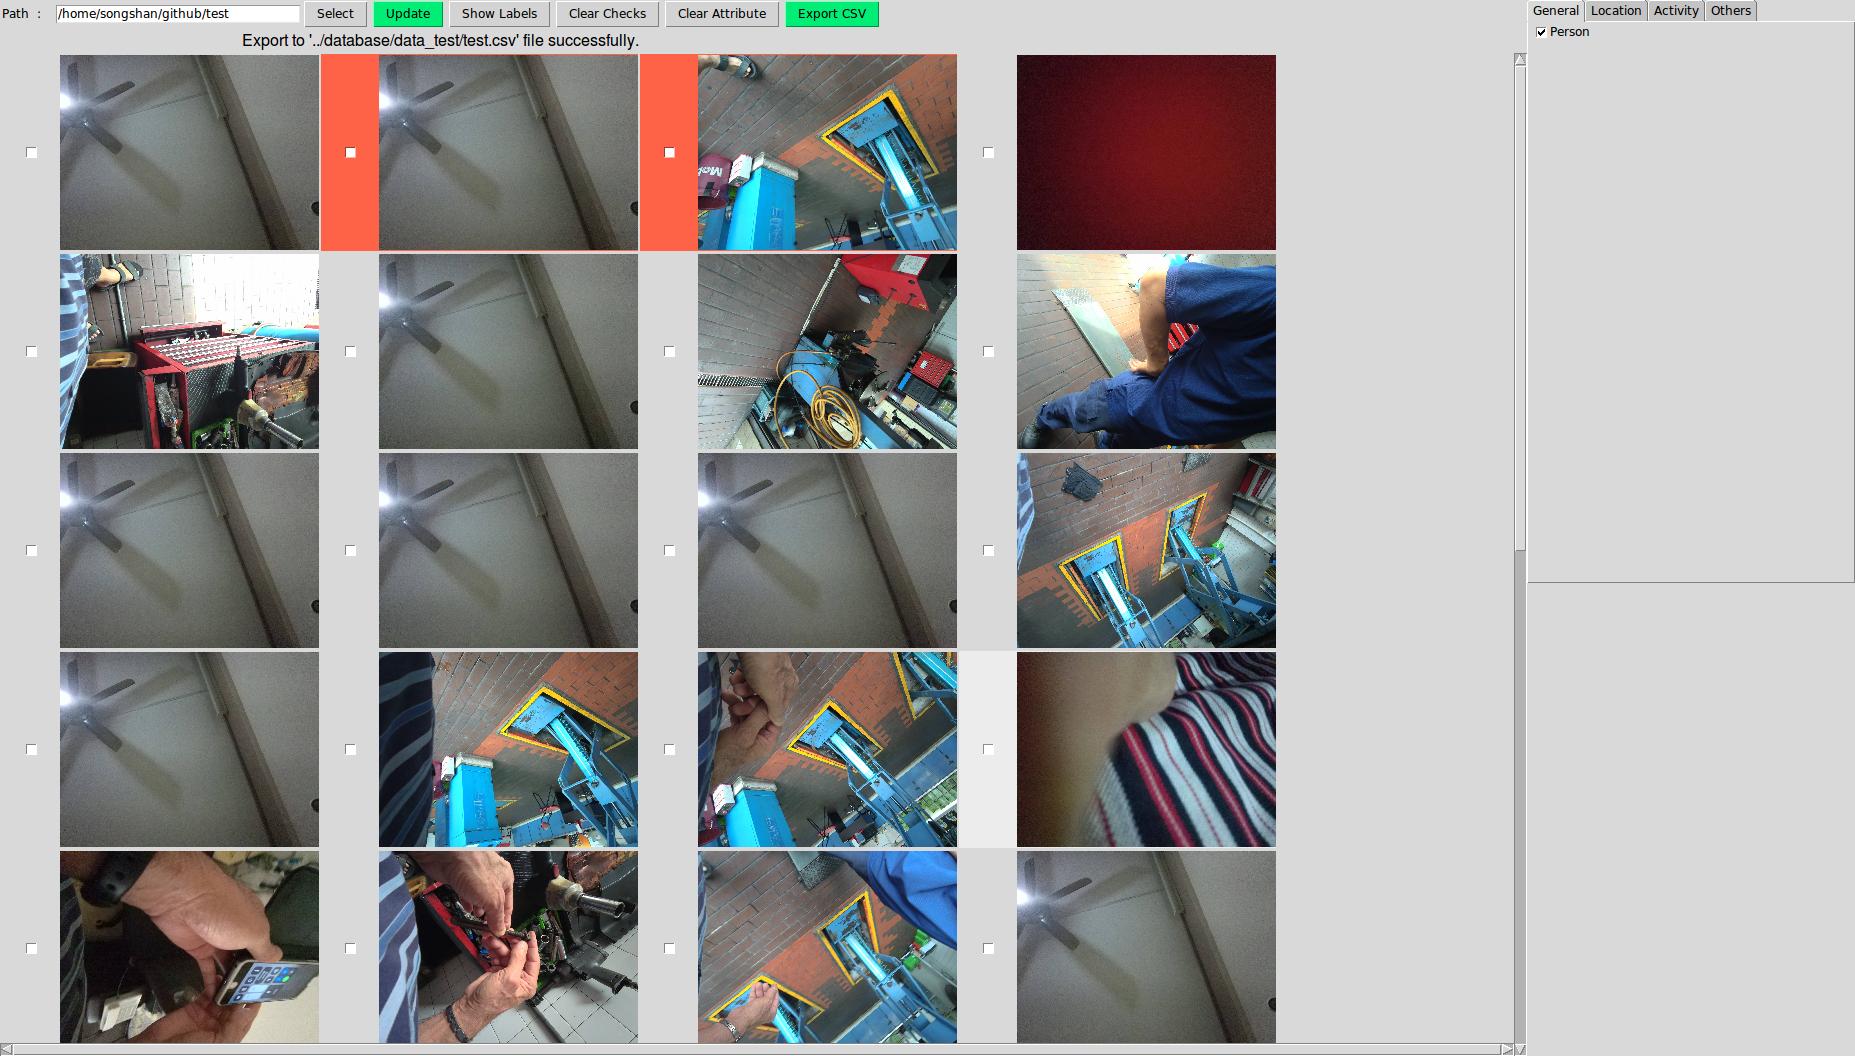 Path : /home/songshan/github/test Select Update Show Labels Clear Checks Clear Attribute Export CSV
General Location Activity Others
Export to '../database/data_test/test.csv' file successfully.
Person